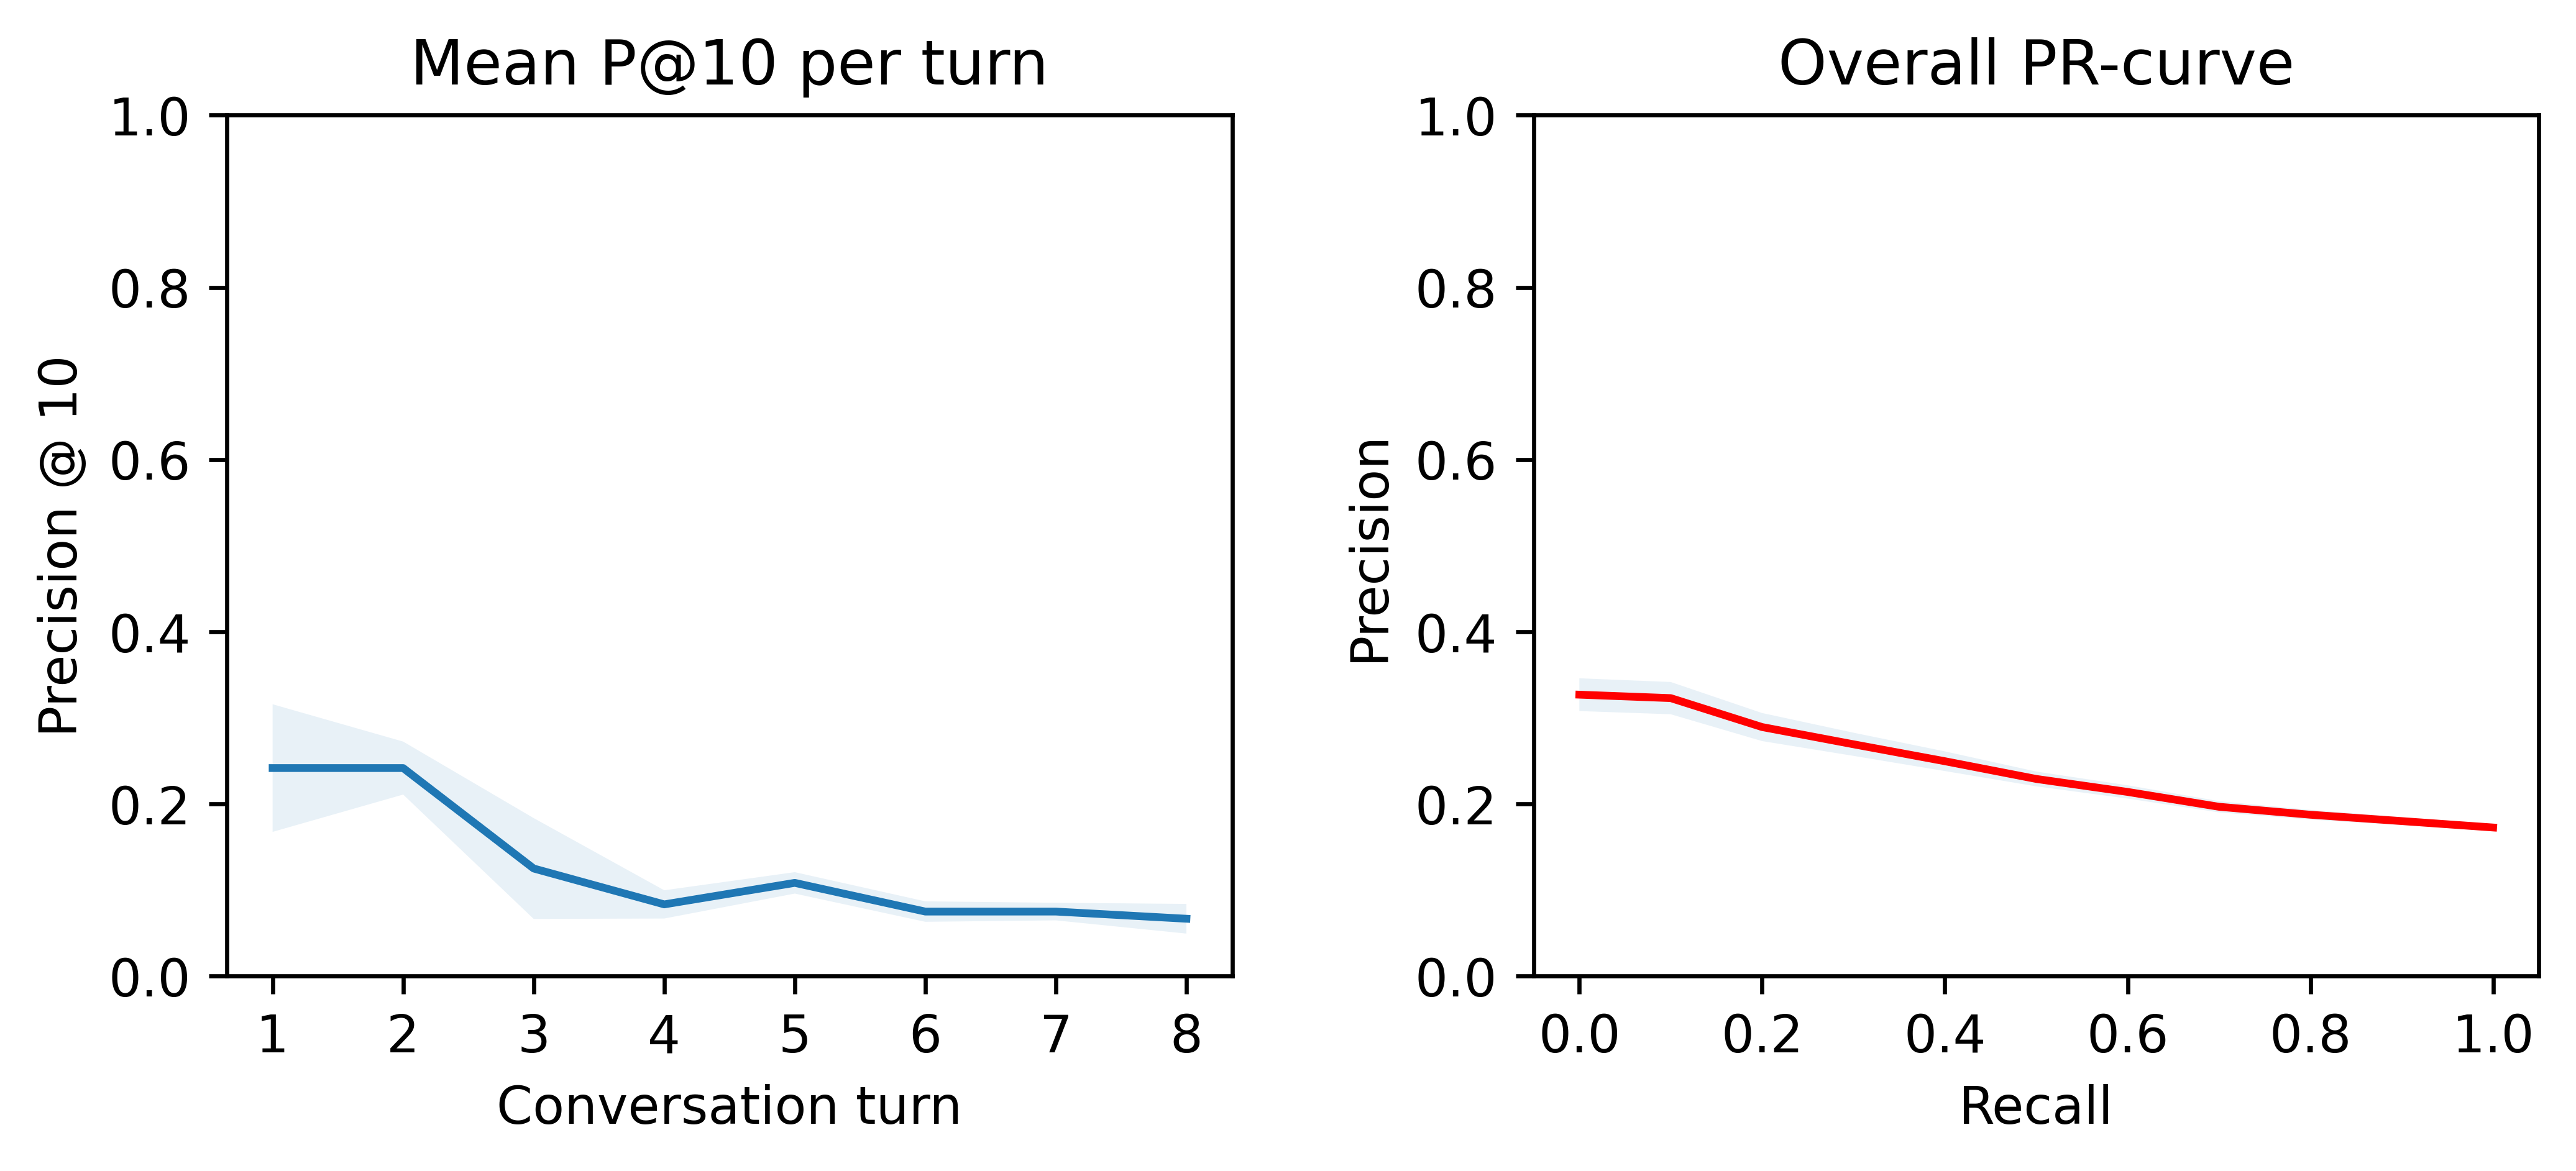 Mean P@10 per turn
Precision @ 10
1.0
0.8
0.6
0.4
0.2
0.0
1 2 3 4 5 6 7 8
Conversation turn
Overall PR-curve
Precision
1.0
0.8
0.6
0.4
0.2
0.0
0.0 0.2 0.4 0.6 0.8 1.0
Recall